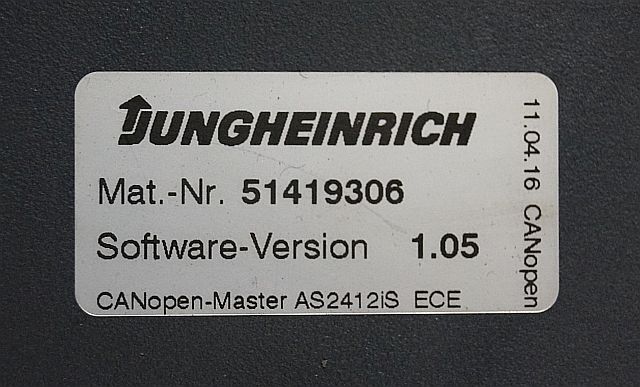 JUNGHEINRICH
Mat.-Nr. 51419306
Software-Version 1.05
CANopen-Master AS2412iS ECE
11.04.16 CANopen